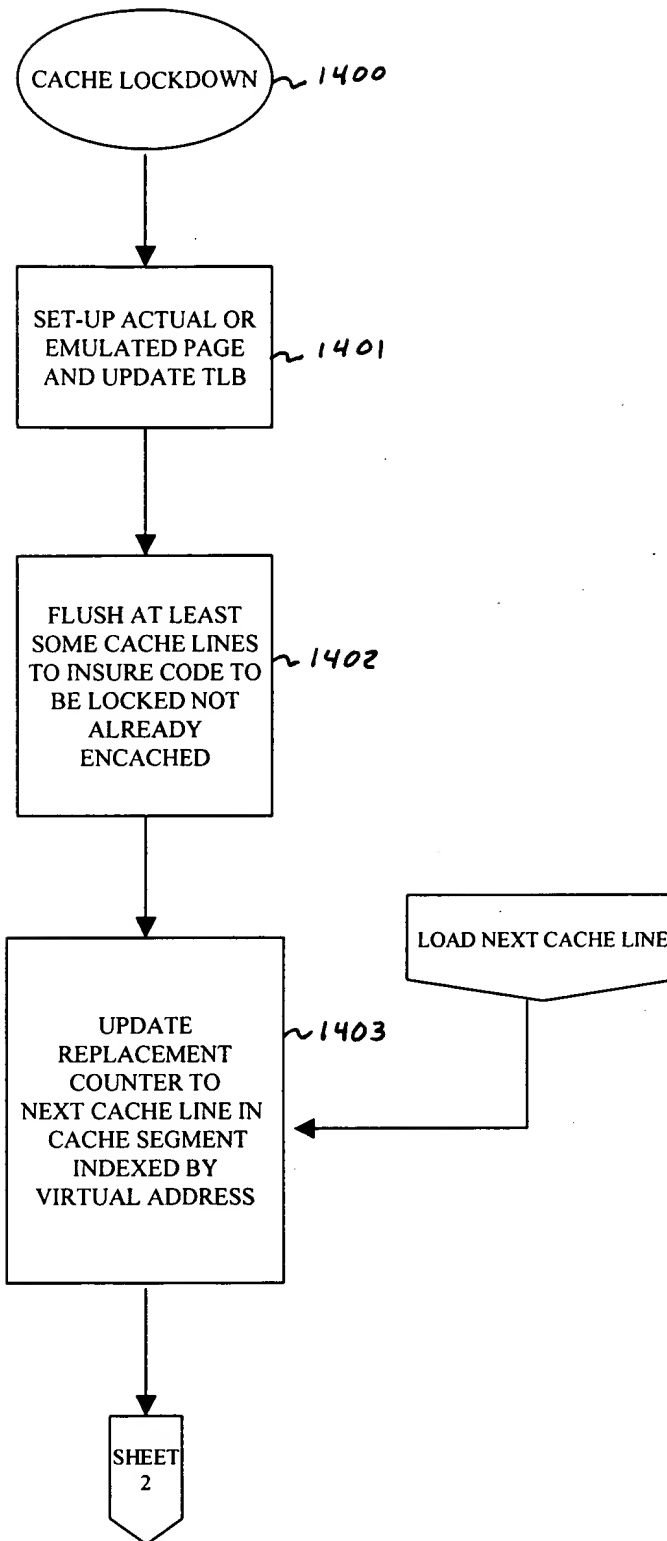 CACHE LOCKDOWN
1400
SET-UP ACTUAL OR
EMULATED PAGE
AND UPDATE TLB
1401
FLUSH AT LEAST
SOME CACHE LINES
TO INSURE CODE TO
BE LOCKED NOT
ALREADY
ENCACHED
1402
LOAD NEXT CACHE LINE
UPDATE
REPLACEMENT
COUNTER TO
NEXT CACHE LINE IN
CACHE SEGMENT
INDEXED BY
VIRTUAL ADDRESS
1403
SHEET
2